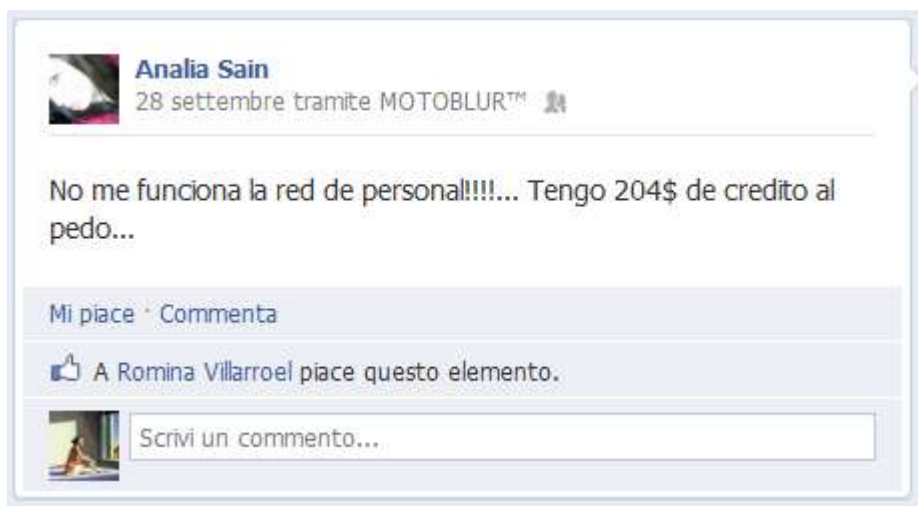 Analia Sain
28 settembre tramite MOTOBLUR™
No me funciona la red de personal!!!!... Tengo 204$ de credito al
pedo...
Mi piace · Commenta
A Romina Villarroel piace questo elemento.
Scrivi un commento...